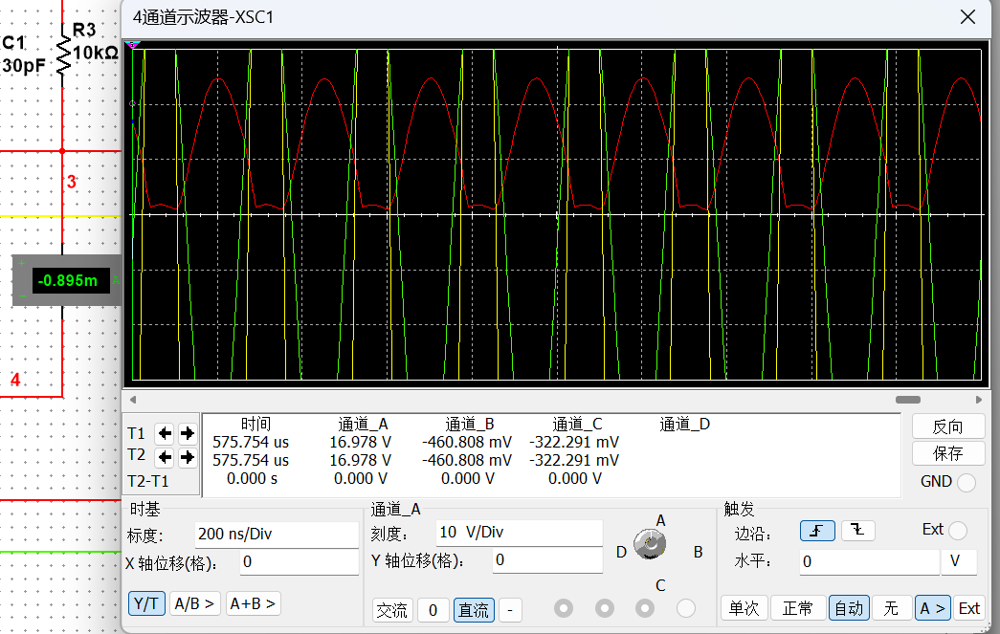 4通道示波器-XSC1
C1
30pF
R3
10kΩ
3
-0.895m
A
4
时间 通道_A 通道_B 通道_C 通道_D
T1 575.754 us 16.978 V -460.808 mV -322.291 mV
T2 575.754 us 16.978 V -460.808 mV -322.291 mV
T2-T1 0.000 s 0.000 V 0.000 V 0.000 V
反向
保存
GND
时基
标度： 200 ns/Div
X 轴位移(格)： 0
Y/T A/B > A+B >
通道_A
刻度： 10 V/Div
Y 轴位移(格)： 0
A
D B
C
交流 0 直流 -
触发
边沿： Ext
水平： 0 V
单次 正常 自动 无 A > Ext